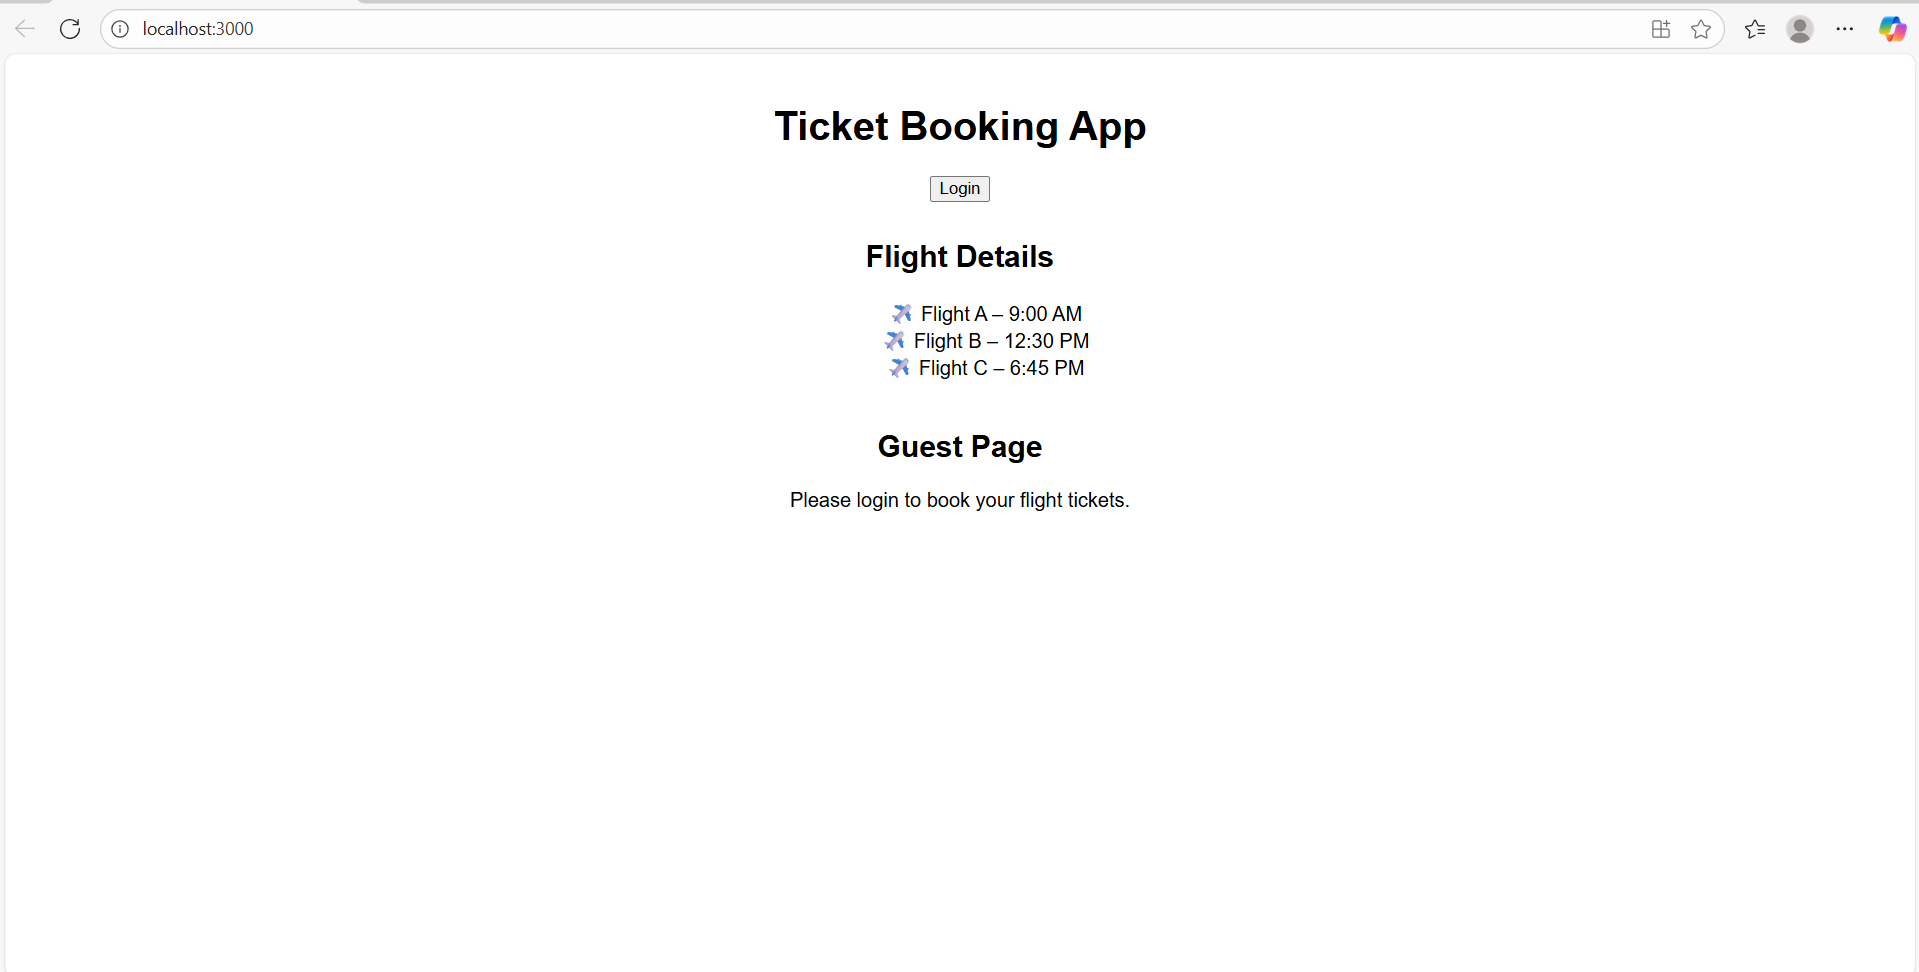 localhost:3000
Ticket Booking App
Login
Flight Details
✈️ Flight A – 9:00 AM
✈️ Flight B – 12:30 PM
✈️ Flight C – 6:45 PM
Guest Page
Please login to book your flight tickets.